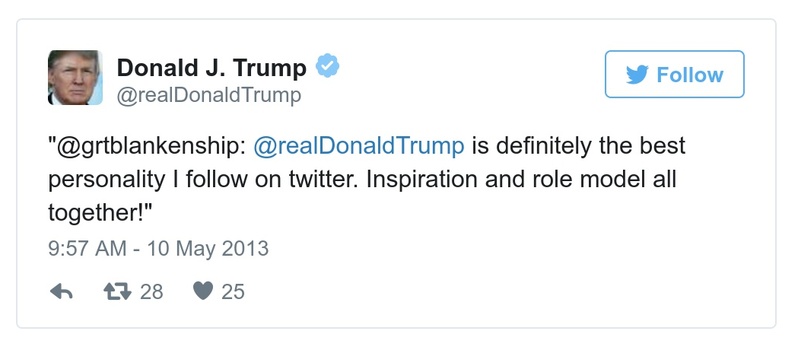 Donald J. Trump
@realDonaldTrump
Follow
"@grtblankenship: @realDonaldTrump is definitely the best
personality I follow on twitter. Inspiration and role model all
together!"
9:57 AM - 10 May 2013
28 25